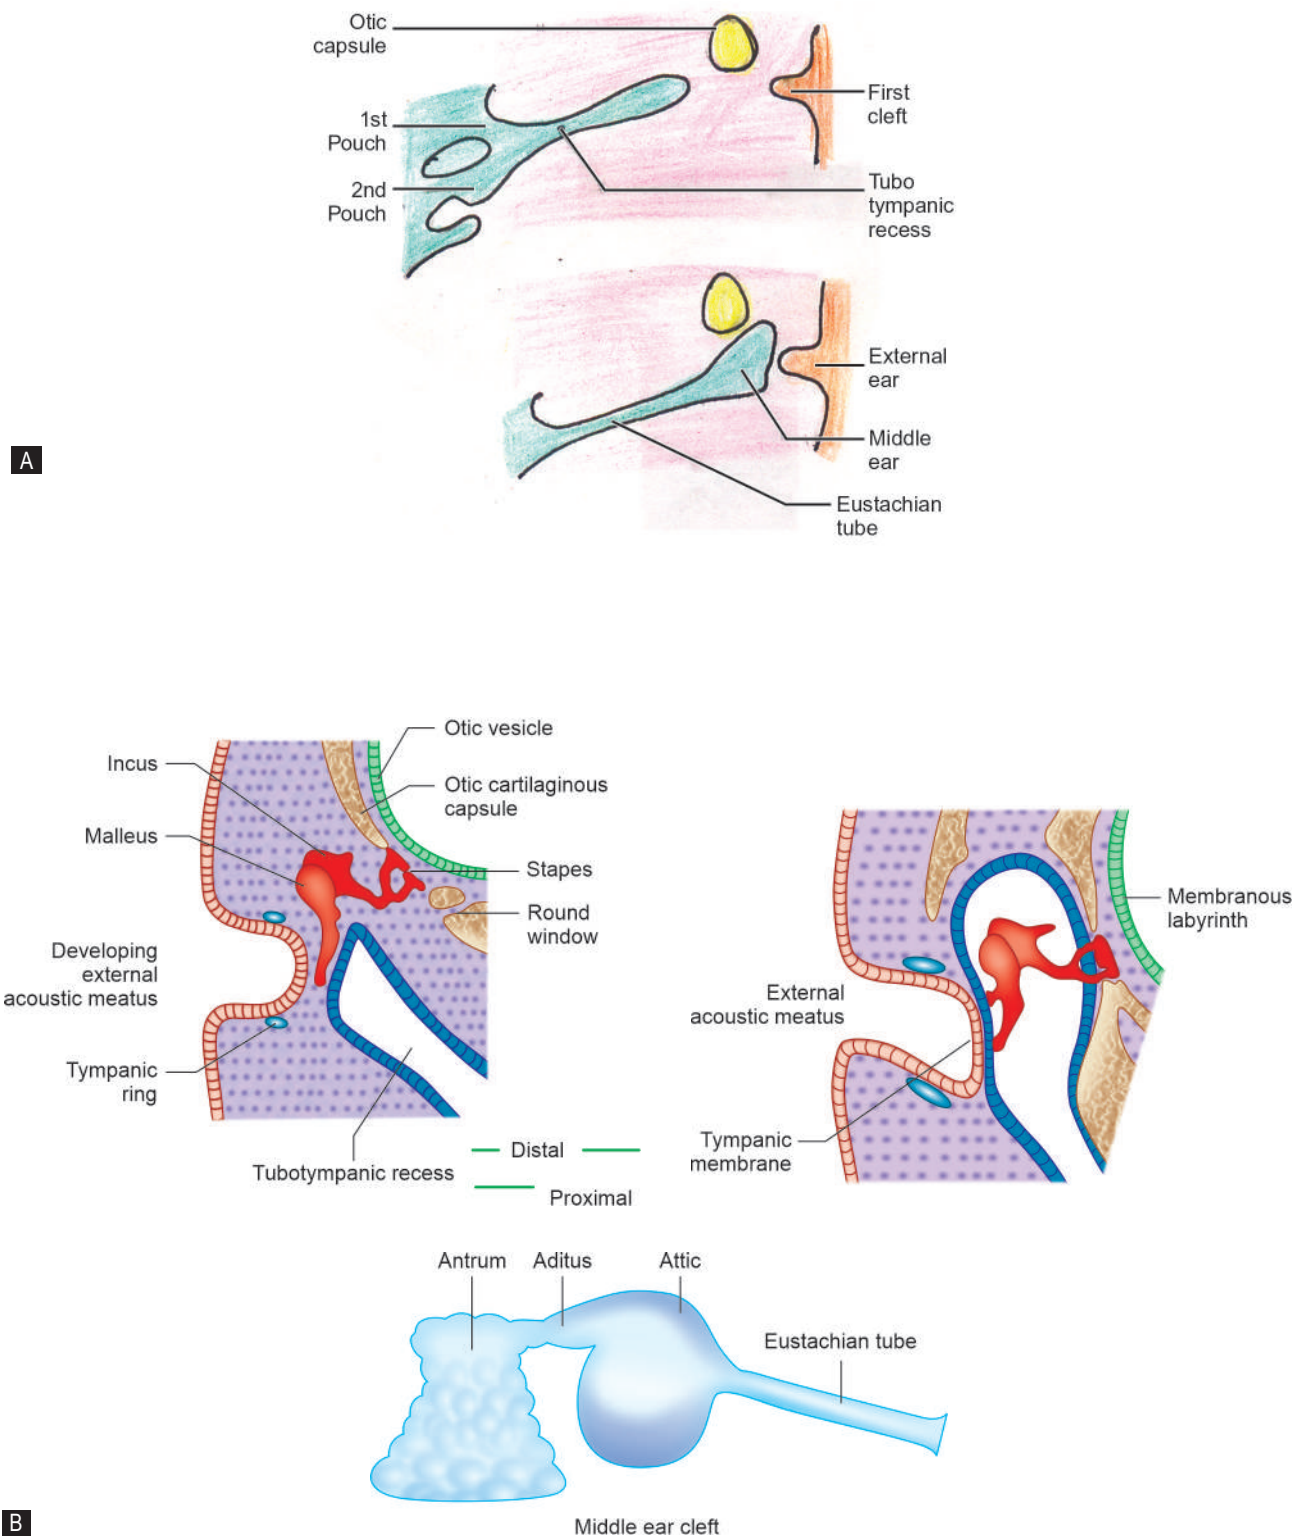 Otic
capsule
1st
Pouch
2nd
Pouch
First
cleft
Tubo
tympanic
recess
External
ear
Middle
ear
Eustachian
tube
A
Otic vesicle
Incus
Otic cartilaginous
capsule
Malleus
Stapes
Round
window
Developing
external
acoustic meatus
Tympanic
ring
Tubotympanic recess
Distal
Proximal
Membranous
labyrinth
External
acoustic meatus
Tympanic
membrane
Antrum
Aditus
Attic
Eustachian tube
B
Middle ear cleft